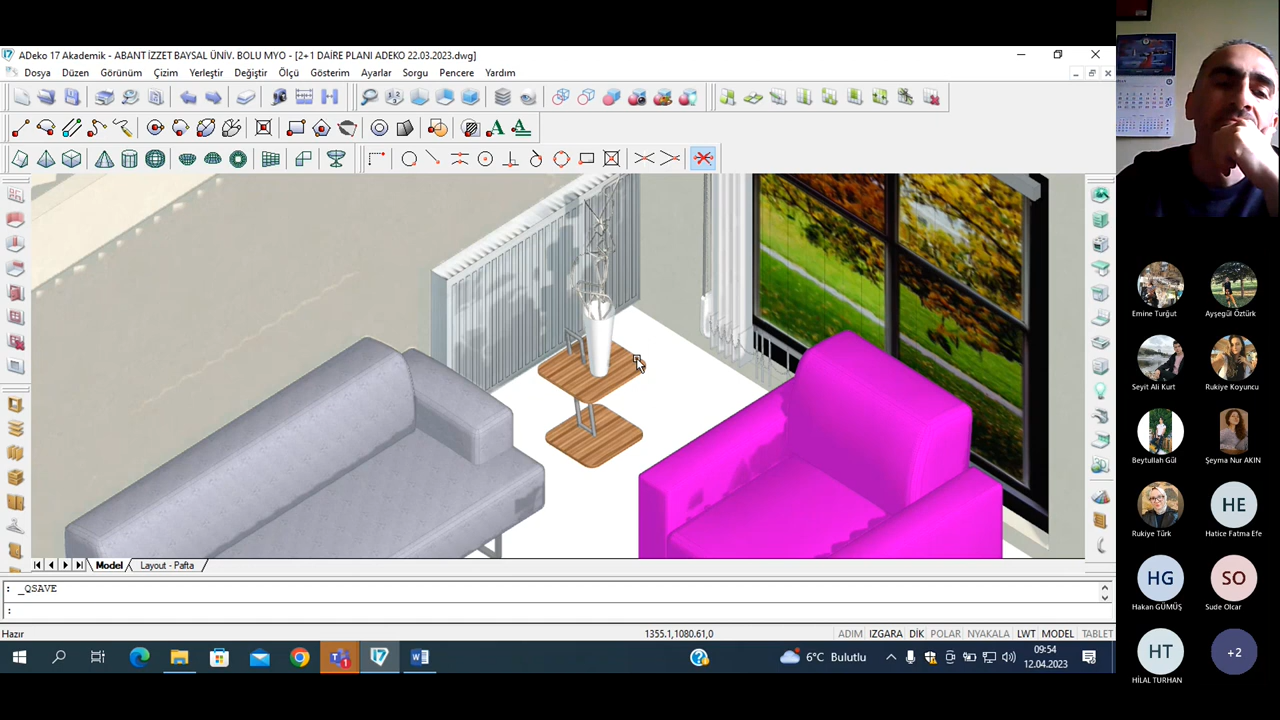 ADeko 17 Akademik - ABANT İZZET BAYSAL ÜNİV. BOLU MYO - [2+1 DAİRE PLANI ADEKO 22.03.2023.dwg]
Dosya Düzen Görünüm Çizim Yerleştir Değiştir Ölçü Gösterim Ayarlar Sorgu Pencere Yardım
Model Layout - Pafta
: _QSAVE
:
Hazır 1355.1,1080.61,0 ADIM IZGARA DİK POLAR NYAKALA LWT MODEL TABLET
6°C Bulutlu 09:54
12.04.2023
Emine Turğut Ayşegül Öztürk
Seyit Ali Kurt Rukiye Koyuncu
Beytullah Gül Şeyma Nur AKIN
HE
Rukiye Türk Hatice Fatma Efe
HG SO
Hakan GÜMÜŞ Sude Olcar
HT +2
HİLAL TURHAN